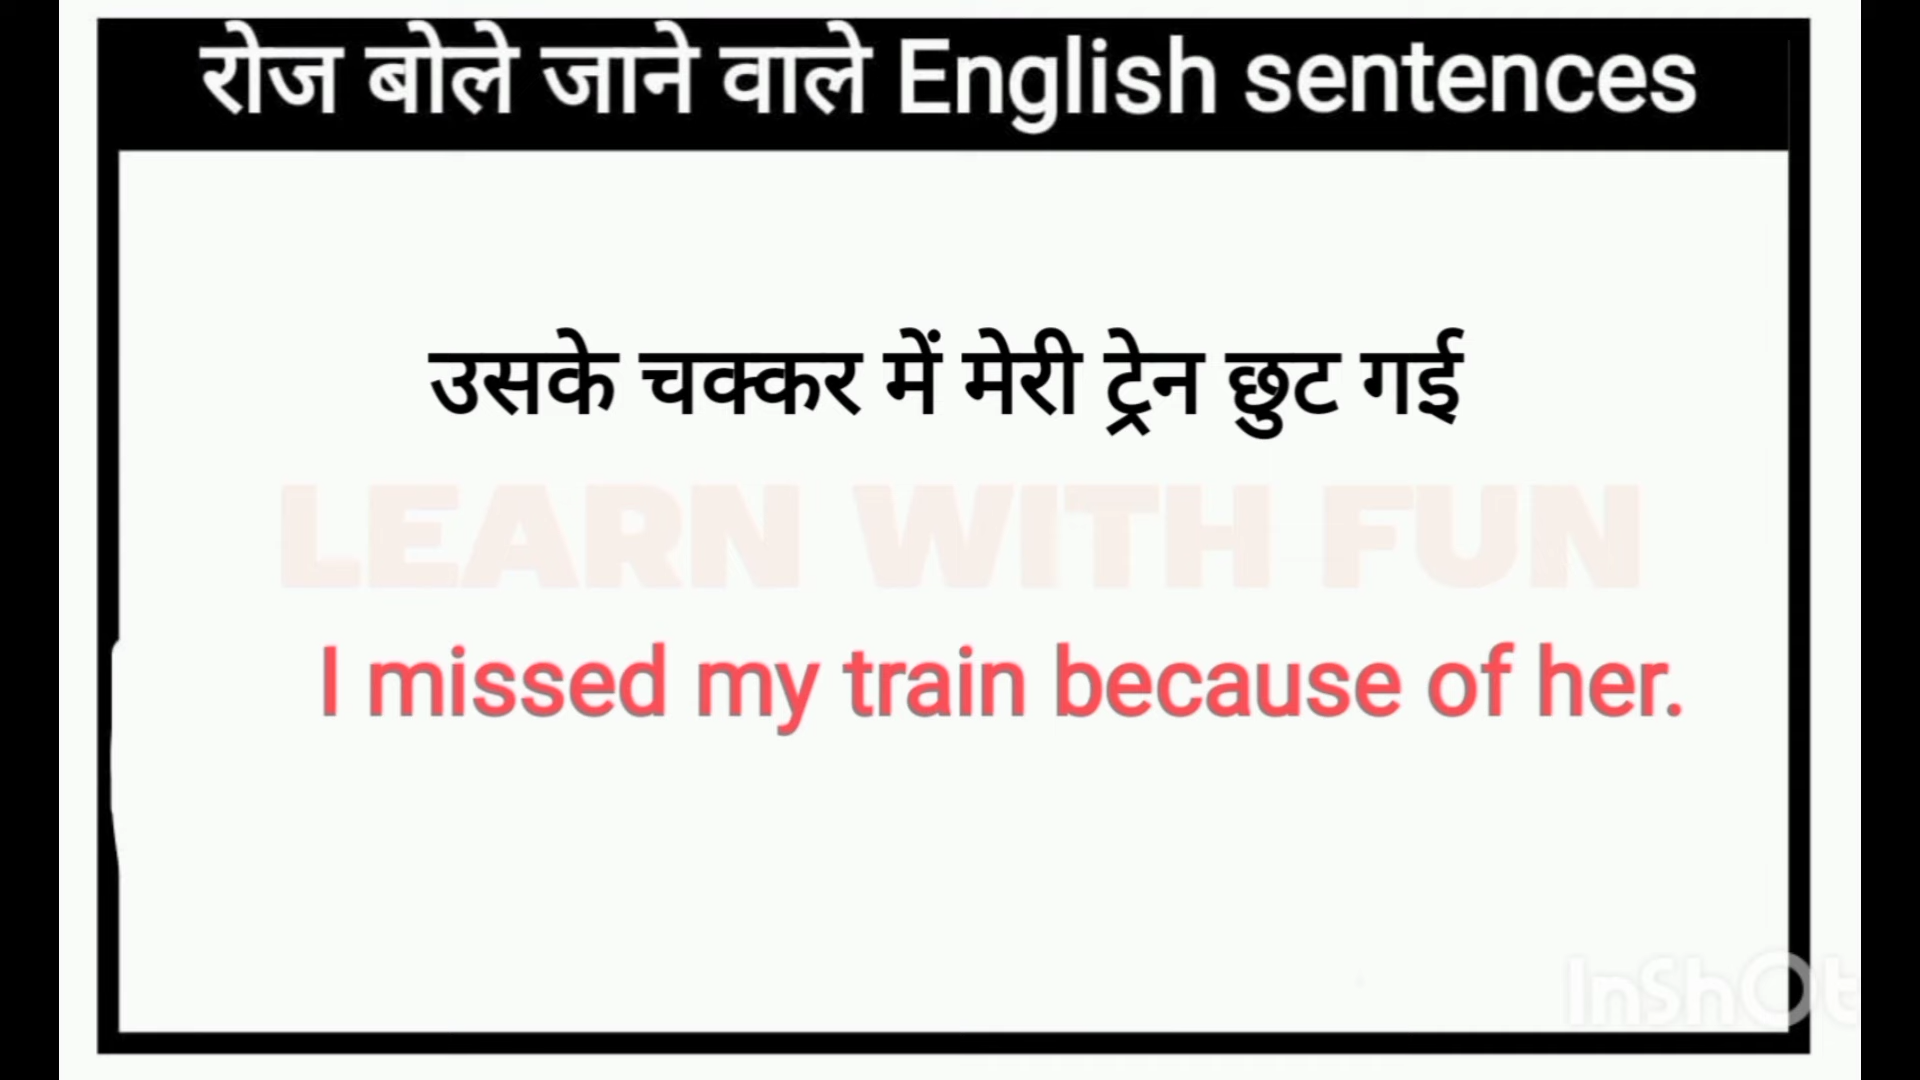 रोज बोले जाने वाले English sentences
उसके चक्कर में मेरी ट्रेन छुट गई
LEARN WITH FUN
I missed my train because of her.
InShOt